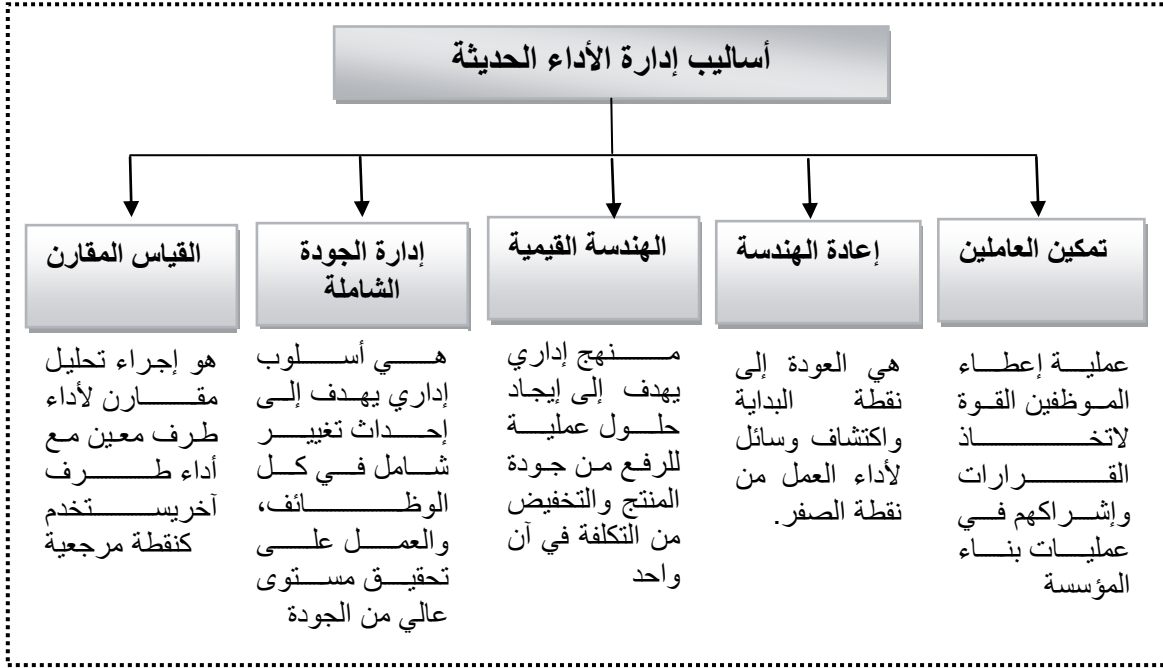 أساليب إدارة الأداء الحديثة
تمكين العاملين
عملية إعطاء
الموظفين القوة
لاتخاذ
القرارات
وإشراكهم في
عمليات بناء
المؤسسة
إعادة الهندسة
هي العودة إلى
نقطة البداية
واكتشاف وسائل
لأداء العمل من
نقطة الصفر.
الهندسة القيمية
منهج إداري
يهدف إلى إيجاد
حلول عملية
للرفع من جودة
المنتج والتخفيض
من التكلفة في آن
واحد
إدارة الجودة
الشاملة
هي أسلوب
إداري يهدف إلى
إحداث تغيير
شامل في كل
الوظائف،
والعمل على
تحقيق مستوى
عالي من الجودة
القياس المقارن
هو إجراء تحليل
مقارن لأداء
طرف معين مع
أداء طرف
آخريستخدم
كنقطة مرجعية